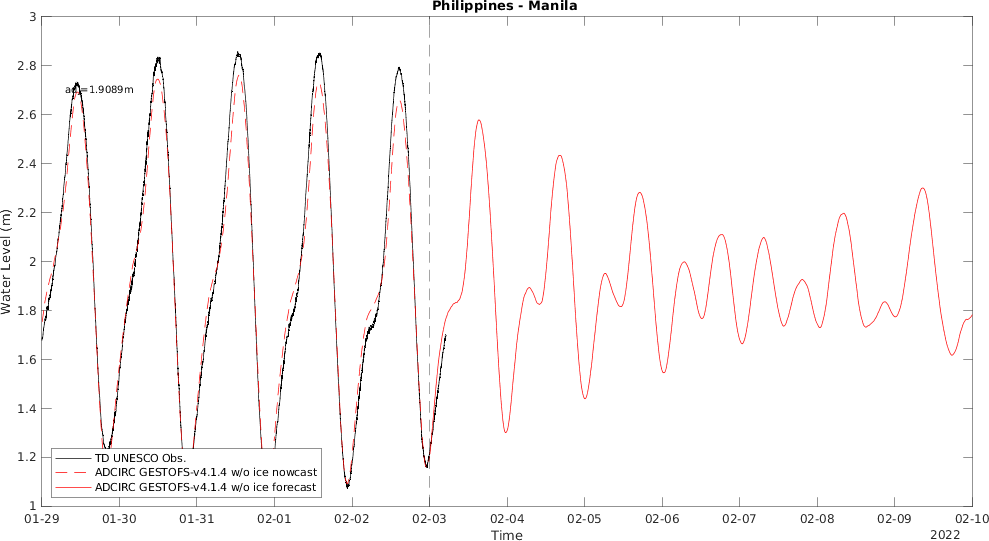 Philippines - Manila
Water Level (m)
3
2.8
2.6
2.4
2.2
2
1.8
1.6
1.4
1.2
1
=1.9089m
TD UNESCO Obs.
ADCIRC GESTOFS-v4.1.4 w/o ice nowcast
ADCIRC GESTOFS-v4.1.4 w/o ice forecast
01-29 01-30 01-31 02-01 02-02 02-03 02-04 02-05 02-06 02-07 02-08 02-09 02-10
Time
2022